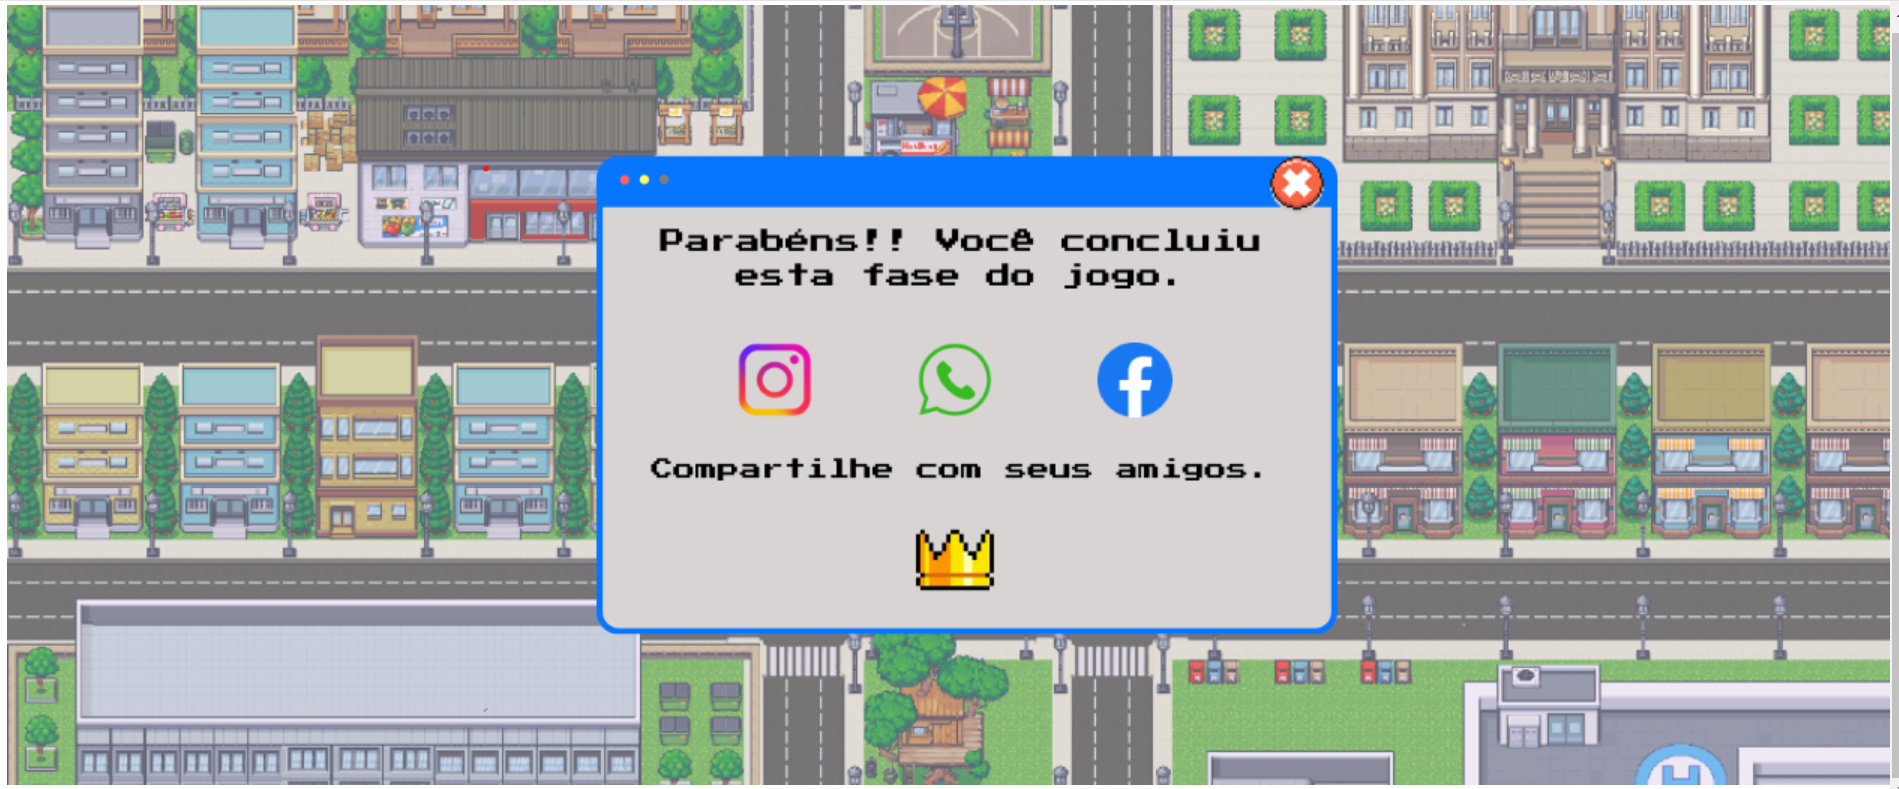 Parabéns!! Você concluiu
esta fase do jogo.
Compartilhe com seus amigos.